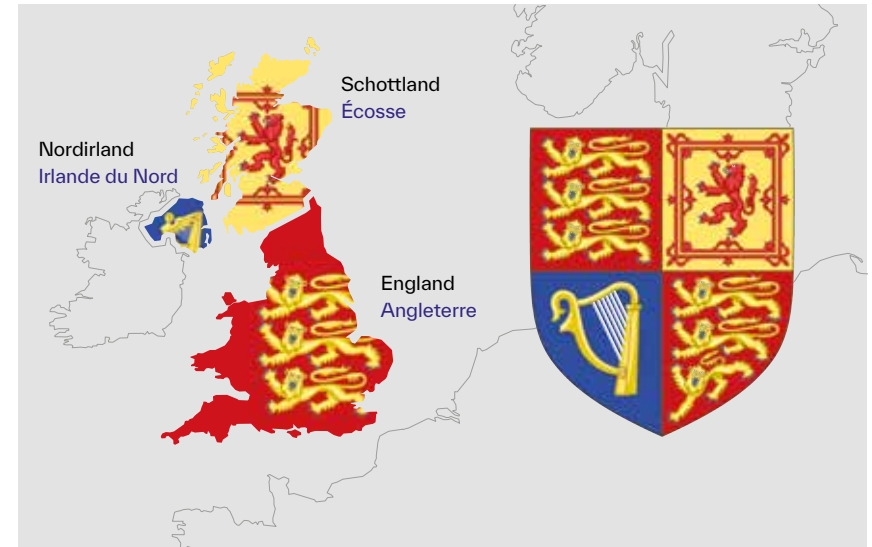 Schottland
Écosse
Nordirland
Irlande du Nord
England
Angleterre